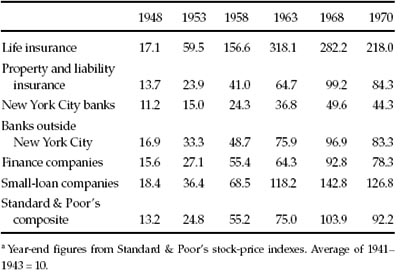 1948 1953 1958 1963 1968 1970
Life insurance 17.1 59.5 156.6 318.1 282.2 218.0
Property and liability
insurance 13.7 23.9 41.0 64.7 99.2 84.3
New York City banks 11.2 15.0 24.3 36.8 49.6 44.3
Banks outside
New York City 16.9 33.3 48.7 75.9 96.9 83.3
Finance companies 15.6 27.1 55.4 64.3 92.8 78.3
Small-loan companies 18.4 36.4 68.5 118.2 142.8 126.8
Standard & Poor's
composite 13.2 24.8 55.2 75.0 103.9 92.2
a Year-end figures from Standard & Poor's stock-price indexes. Average of 1941–
1943 = 10.